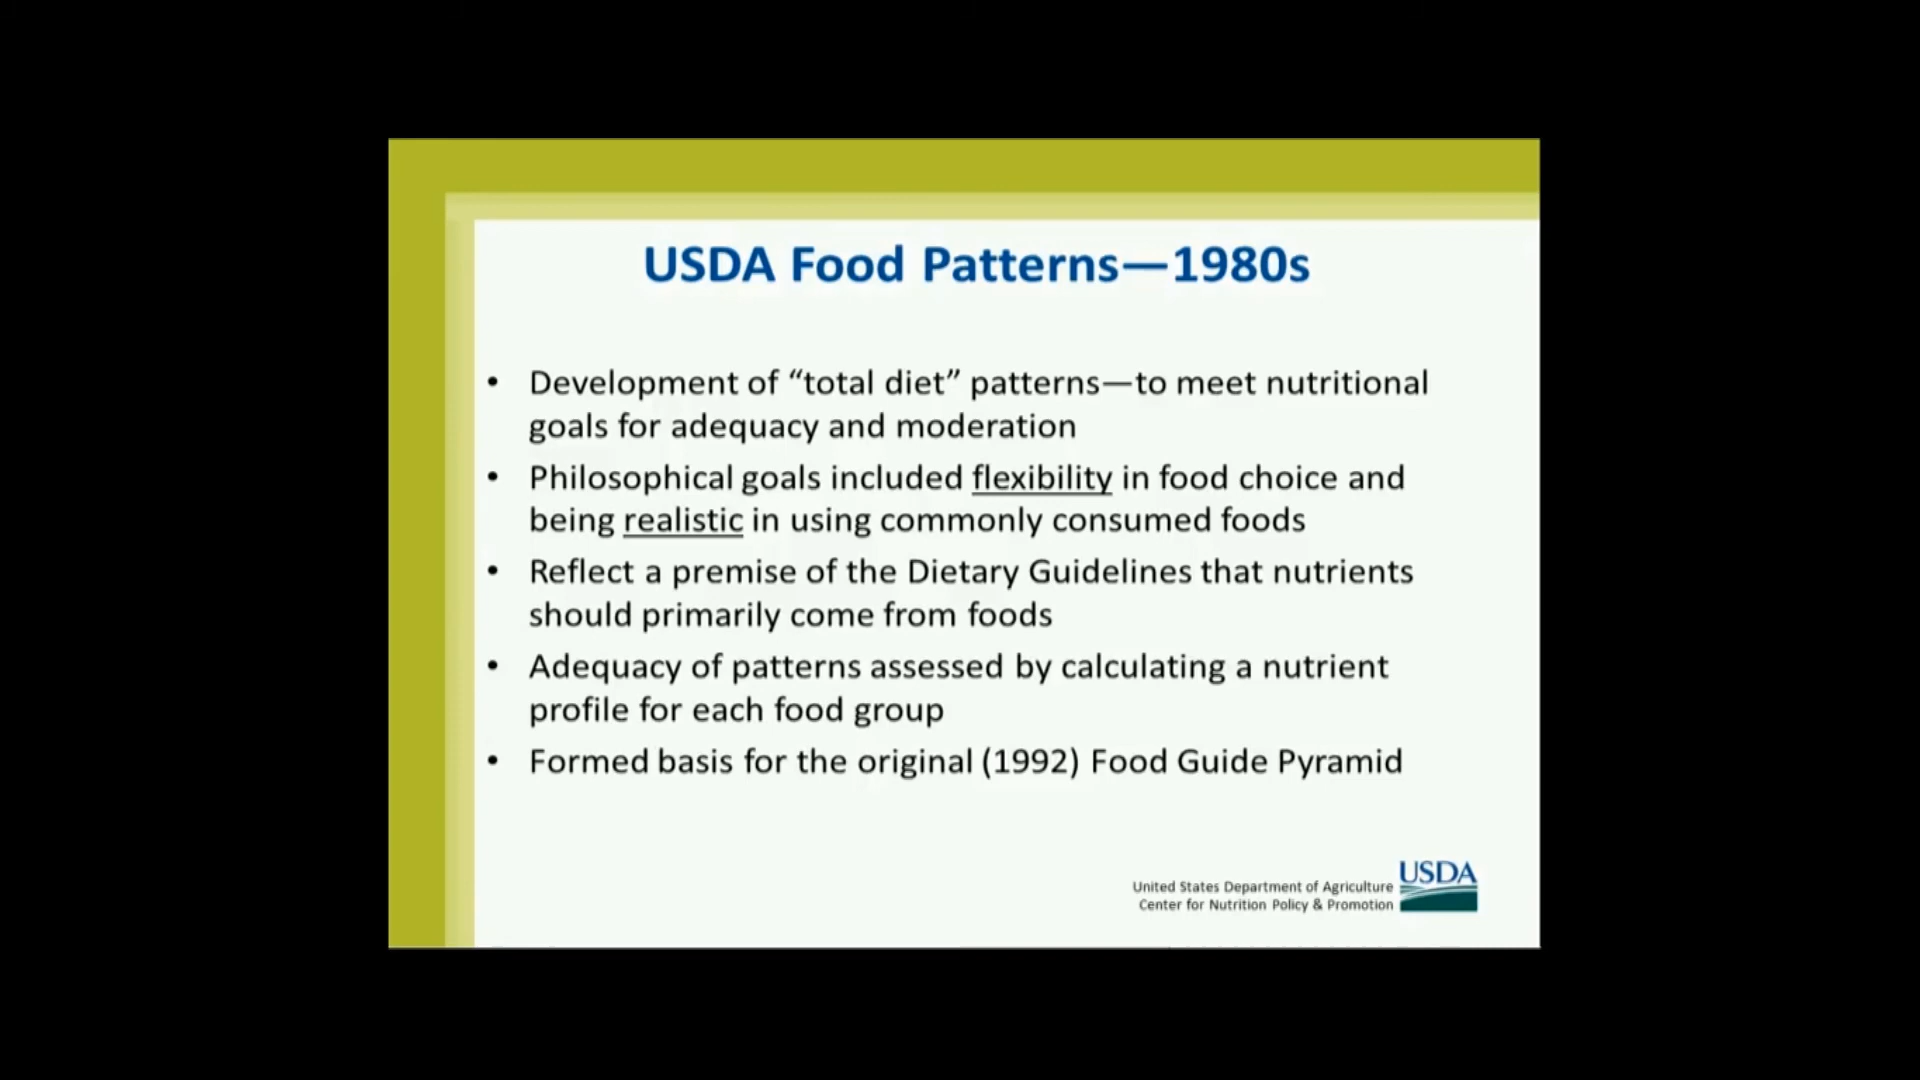 USDA Food Patterns—1980s
• Development of “total diet” patterns—to meet nutritional
goals for adequacy and moderation
• Philosophical goals included flexibility in food choice and
being realistic in using commonly consumed foods
• Reflect a premise of the Dietary Guidelines that nutrients
should primarily come from foods
• Adequacy of patterns assessed by calculating a nutrient
profile for each food group
• Formed basis for the original (1992) Food Guide Pyramid
United States Department of Agriculture
Center for Nutrition Policy & Promotion
USDA